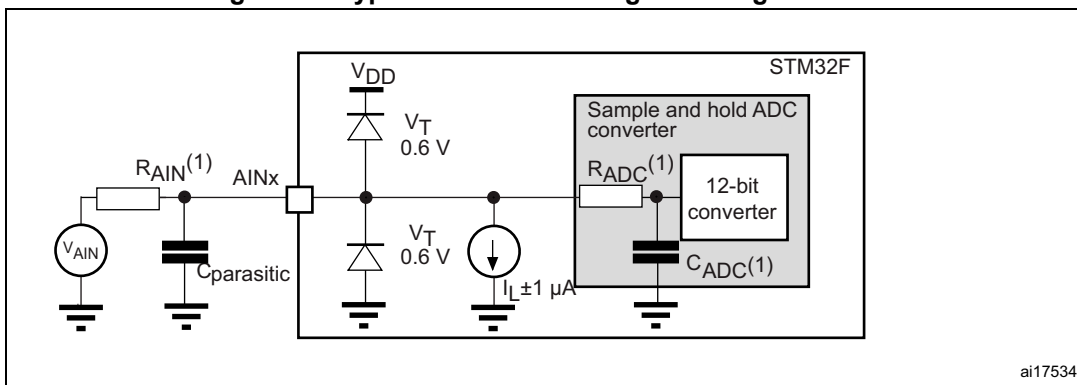 STM32F
VDD
Sample and hold ADC
converter
VT
0.6 V
RAIN(1)
AINx
RADC(1)
12-bit
converter
VAIN
Cparasitic
VT
0.6 V
IL±1 µA
CADC(1)
ai17534